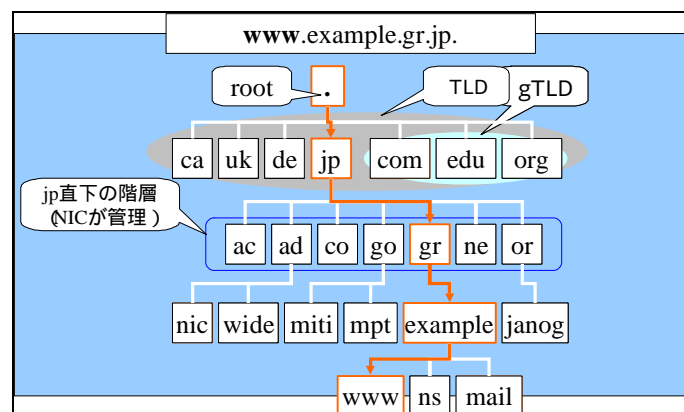 www.example.gr.jp.
root
.
TLD
gTLD
ca uk de jp com edu org
jp直下の階層
(NICが管理)
ac ad co go gr ne or
nic wide miti mpt example janog
www ns mail